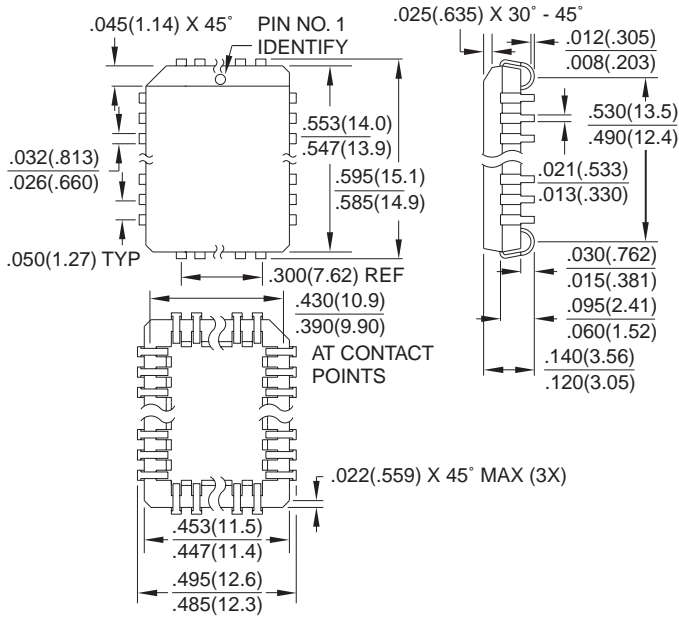 .045(1.14) X 45˚
PIN NO. 1
IDENTIFY
.025(.635) X 30˚ - 45˚
.012(.305)
.008(.203)
.553(14.0)
.547(13.9)
.530(13.5)
.490(12.4)
.032(.813)
.026(.660)
.595(15.1)
.585(14.9)
.021(.533)
.013(.330)
.050(1.27) TYP
.300(7.62) REF
.030(.762)
.015(.381)
.430(10.9)
.390(9.90)
AT CONTACT
POINTS
.095(2.41)
.060(1.52)
.140(3.56)
.120(3.05)
.022(.559) X 45˚ MAX (3X)
.453(11.5)
.447(11.4)
.495(12.6)
.485(12.3)